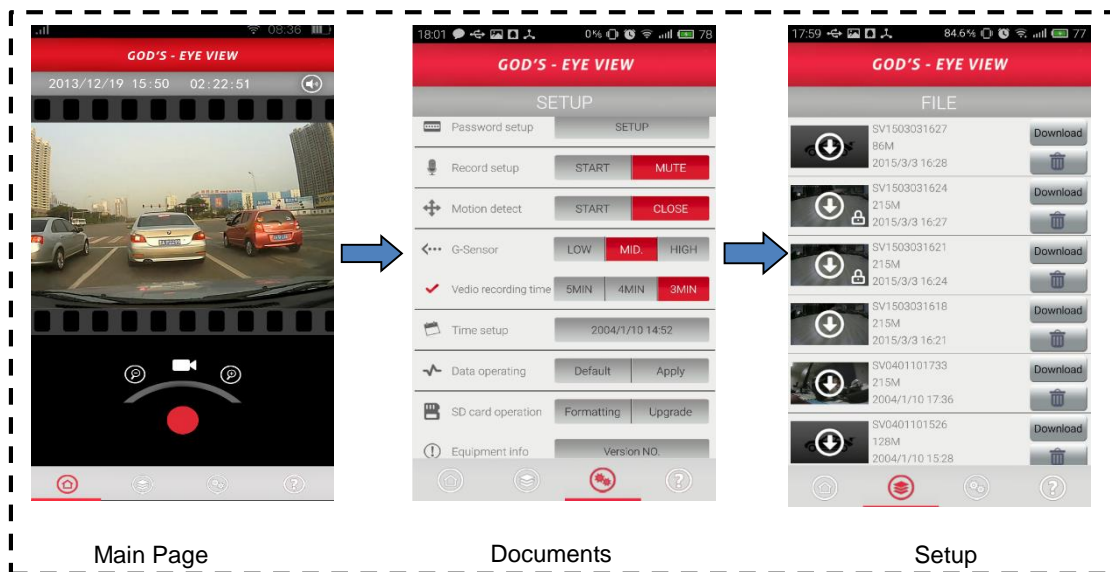 08:36
GOD'S - EYE VIEW
2013/12/19 15:50 02:22:51
Main Page
18:01 0% 78
GOD'S - EYE VIEW
SETUP
Password setup SETUP
Record setup START MUTE
Motion detect START CLOSE
G-Sensor LOW MID. HIGH
Vedio recording time 5MIN 4MIN 3MIN
Time setup 2004/1/10 14:52
Data operating Default Apply
SD card operation Formatting Upgrade
Equipment info Version NO.
Documents
17:59 84.6% 77
GOD'S - EYE VIEW
FILE
SV1503031627 Download
86M
2015/3/3 16:28
SV1503031624 Download
215M
2015/3/3 16:27
SV1503031621 Download
215M
2015/3/3 16:24
SV1503031618 Download
215M
2015/3/3 16:21
SV0401101733 Download
215M
2004/1/10 17:36
SV0401101526 Download
128M
2004/1/10 15:28
Setup